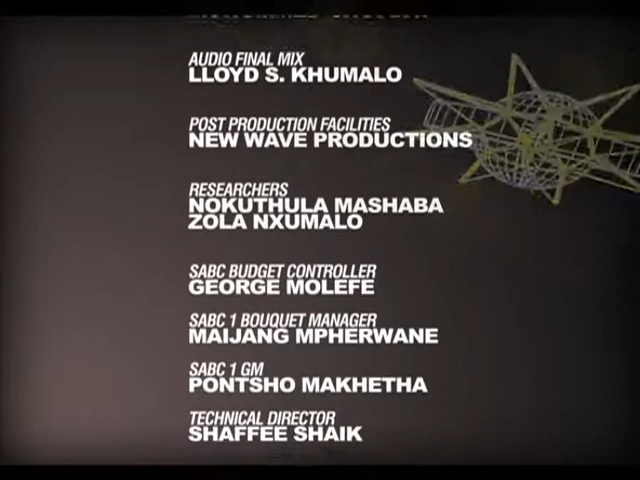 AUDIO FINAL MIX
LLOYD S. KHUMALO
POST PRODUCTION FACILITIES
NEW WAVE PRODUCTIONS
RESEARCHERS
NOKUTHULA MASHABA
ZOLA NXUMALO
SABC BUDGET CONTROLLER
GEORGE MOLEFE
SABC 1 BOUQUET MANAGER
MAIJANG MPHERWANE
SABC 1 GM
PONTSHO MAKHETHA
TECHNICAL DIRECTOR
SHAFFEE SHAIK